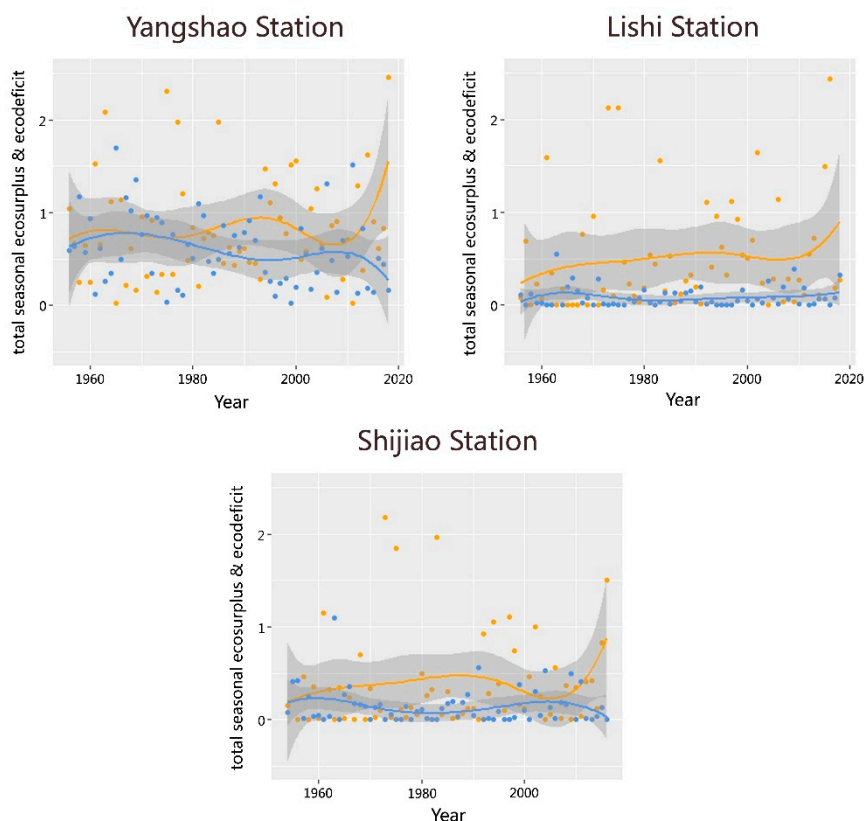 Yangshao Station
Lishi Station
total seasonal ecosurplus & ecodeficit
2
1
0
1960
1980
2000
2020
Year
total seasonal ecosurplus & ecodeficit
2
1
0
1960
1980
2000
2020
Year
Shijiao Station
total seasonal ecosurplus & ecodeficit
2
1
0
1960
1980
2000
Year